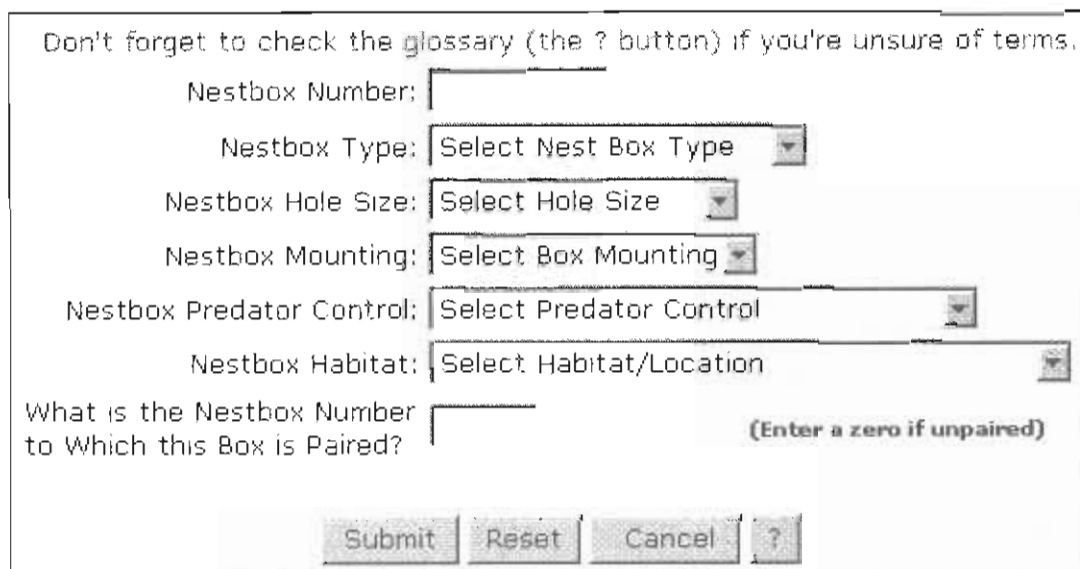 Don't forget to check the glossary (the ? button) if you're unsure of terms.
Nestbox Number:
Nestbox Type: Select Nest Box Type
Nestbox Hole Size: Select Hole Size
Nestbox Mounting: Select Box Mounting
Nestbox Predator Control: Select Predator Control
Nestbox Habitat: Select Habitat/Location
What is the Nestbox Number
to Which this Box is Paired? (Enter a zero if unpaired)
Submit Reset Cancel ?